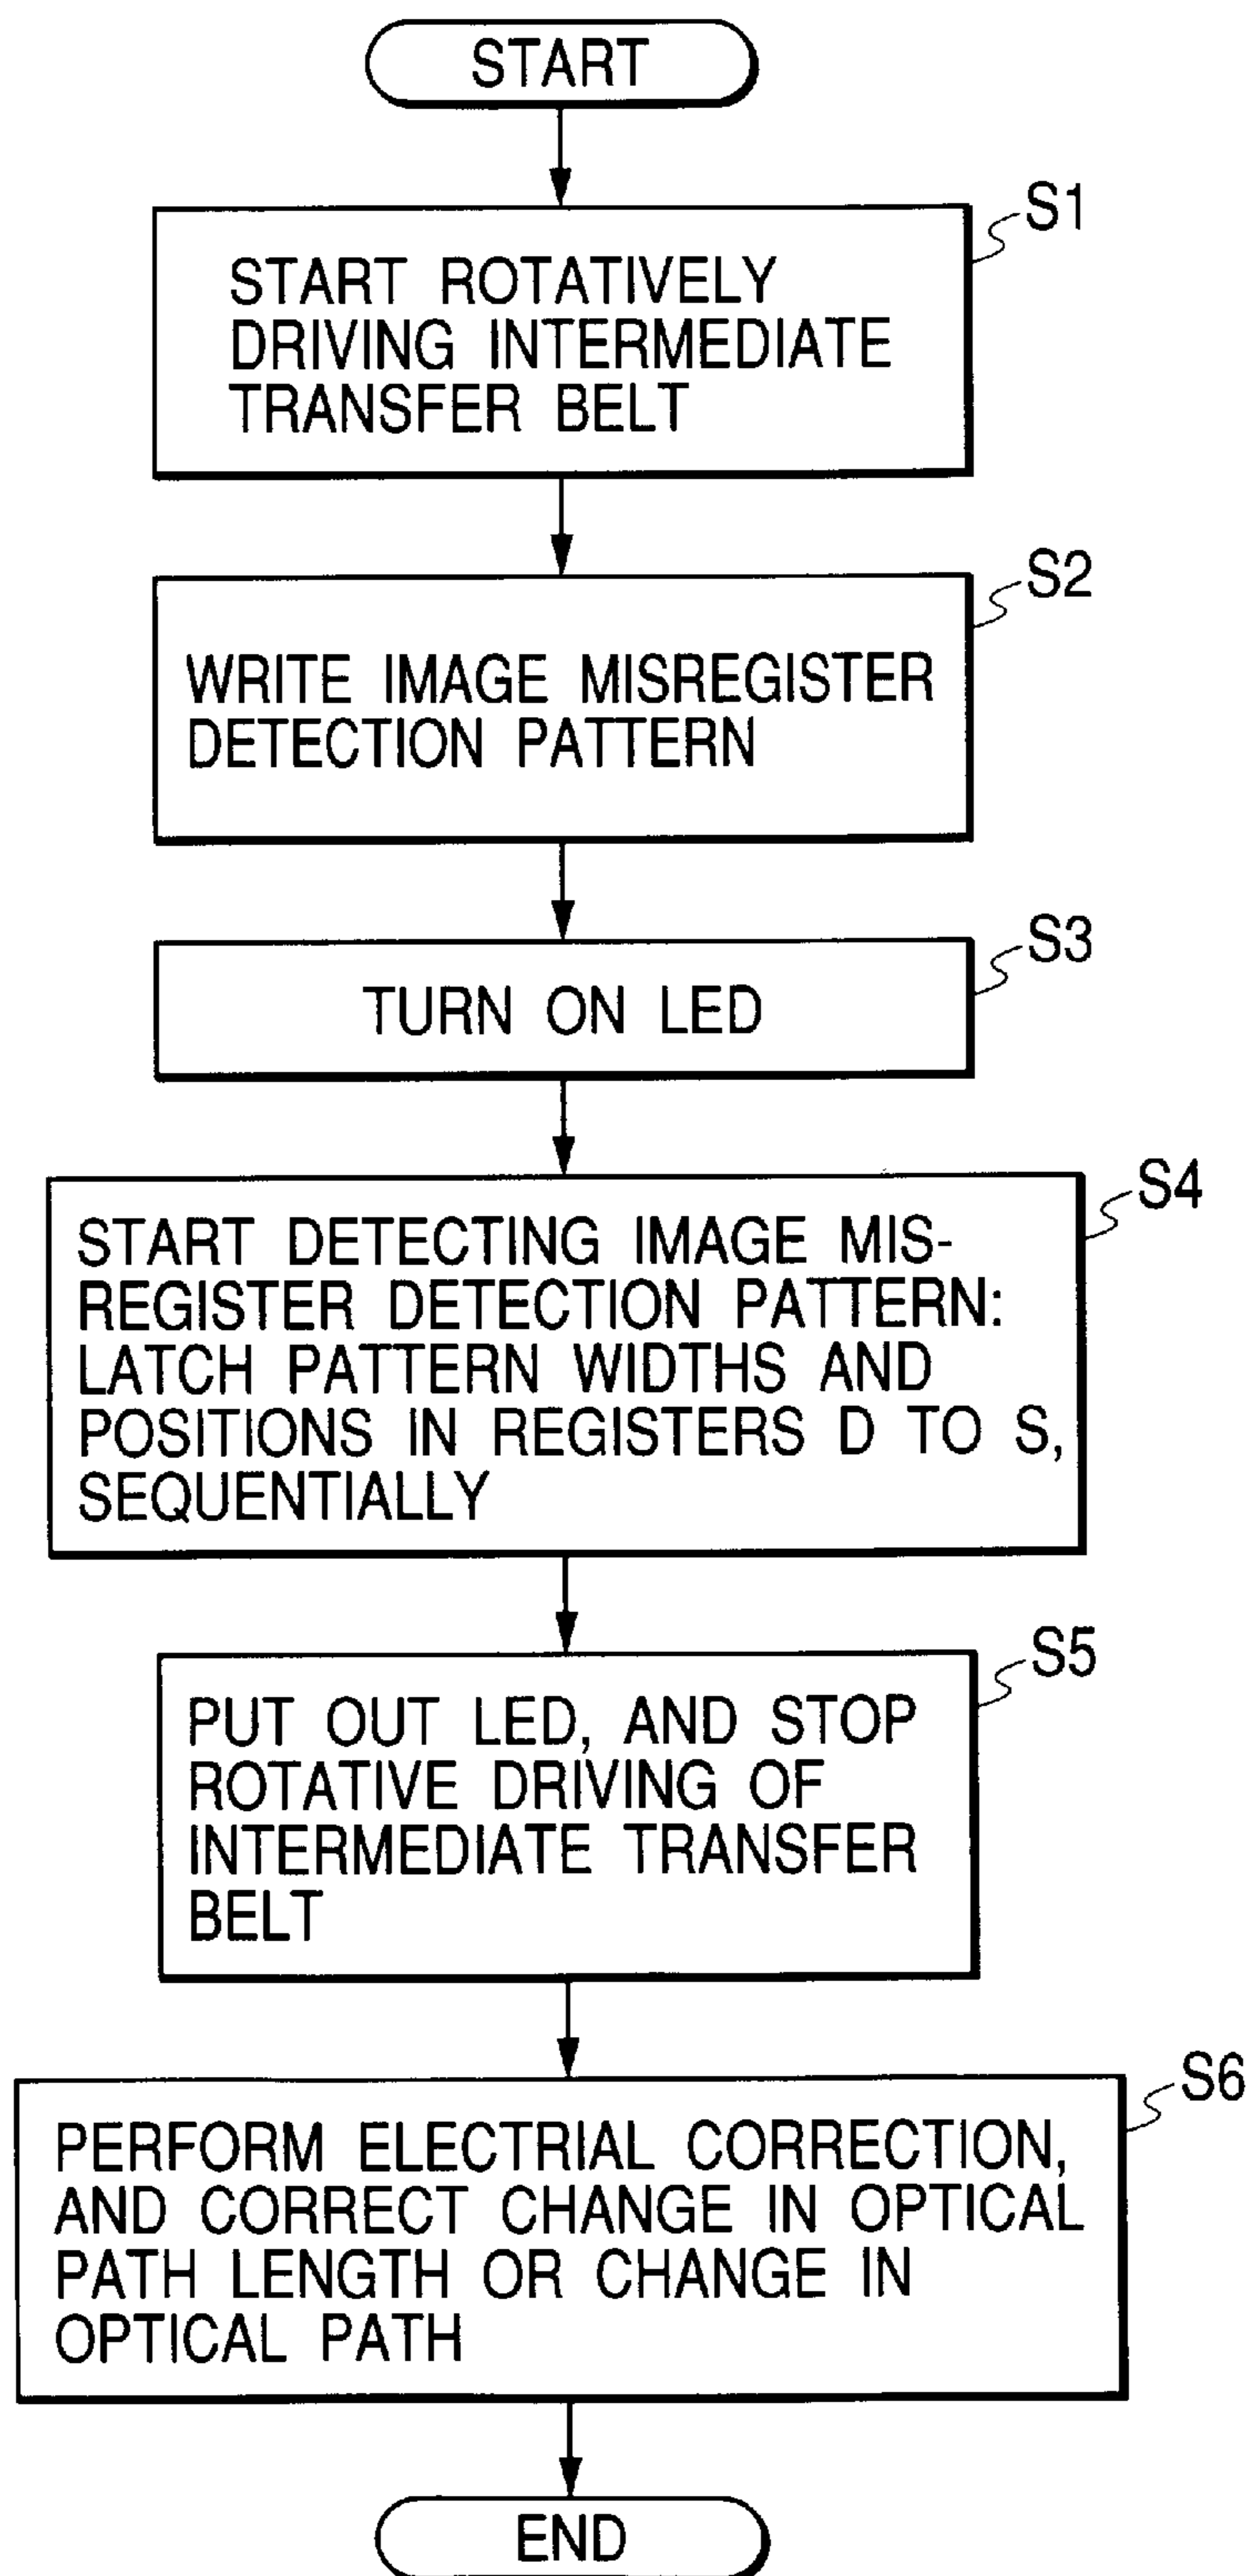 START
S1
START ROTATIVELY
DRIVING INTERMEDIATE
TRANSFER BELT
S2
WRITE IMAGE MISREGISTER
DETECTION PATTERN
S3
TURN ON LED
S4
START DETECTING IMAGE MIS-
REGISTER DETECTION PATTERN:
LATCH PATTERN WIDTHS AND
POSITIONS IN REGISTERS D TO S,
SEQUENTIALLY
S5
PUT OUT LED, AND STOP
ROTATIVE DRIVING OF
INTERMEDIATE TRANSFER
BELT
S6
PERFORM ELECTRIAL CORRECTION,
AND CORRECT CHANGE IN OPTICAL
PATH LENGTH OR CHANGE IN
OPTICAL PATH
END